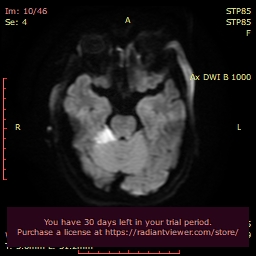 Im: 10/46
STP85
Se: 4
STP85
F
A
Ax DWI B 1000
R
L
You have 30 days left in your trial period.
Purchase a license at https://radiantviewer.com/store/